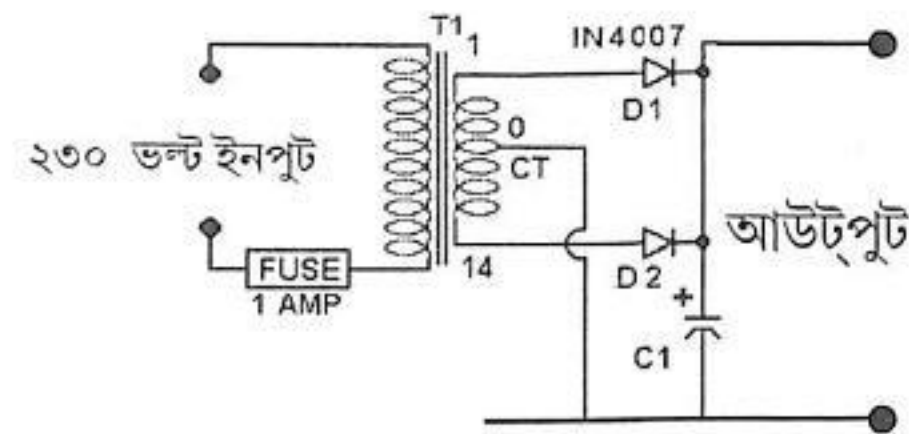 T1
1
IN4007
D1
0
CT
২৩০ ভল্ট ইনপুট
আউট্পুট
D2
14
FUSE
1 AMP
+
C1